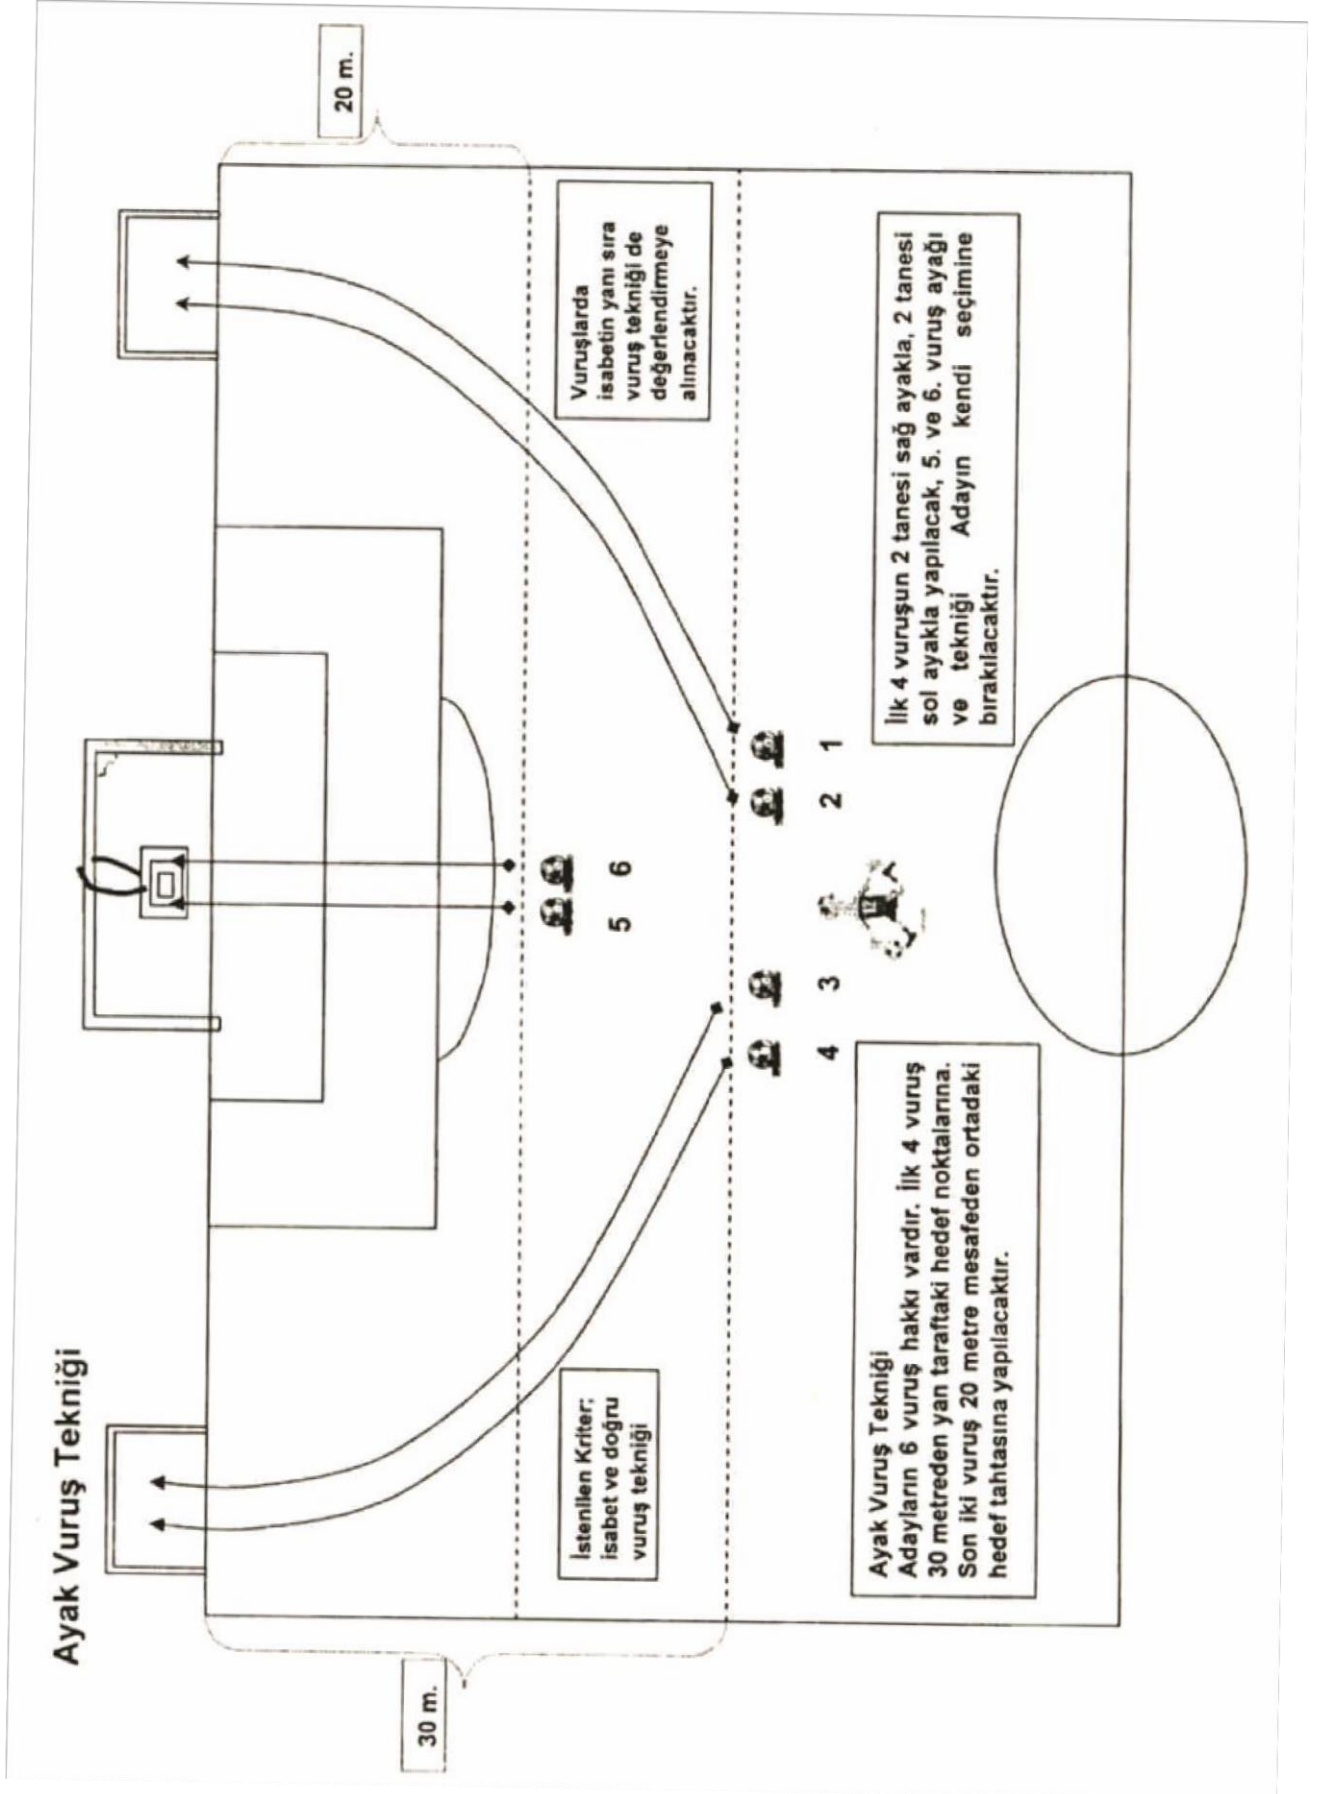 Ayak Vuruş Tekniği
20 m.
30 m.
İstenilen Kriter;
isabet ve doğru
vuruş tekniği
Vuruşlarda
isabetin yanı sıra
vuruş tekniği de
değerlendirmeye
alınacaktır.
5 6
4 3 2 1
12
Ayak Vuruş Tekniği
Adayların 6 vuruş hakkı vardır. İlk 4 vuruş
30 metreden yan taraftaki hedef noktalarına.
Son iki vuruş 20 metre mesafeden ortadaki
hedef tahtasına yapılacaktır.
İlk 4 vuruşun 2 tanesi sağ ayakla, 2 tanesi
sol ayakla yapılacak, 5. ve 6. vuruş ayağı
ve tekniği Adayın kendi seçimine
bırakılacaktır.